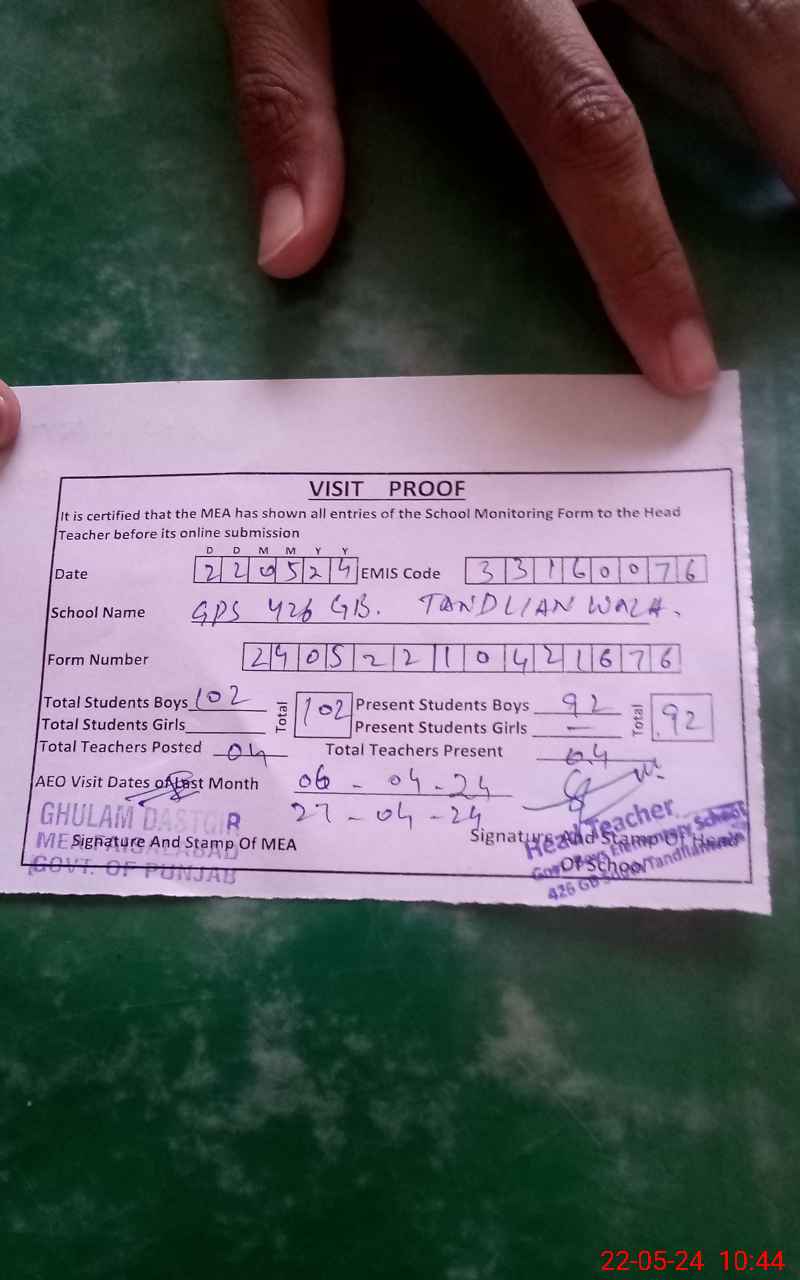 VISIT PROOF
It is certified that the MEA has shown all entries of the School Monitoring Form to the Head
Teacher before its online submission
D D M M Y Y
Date 2 2 0 5 2 4 EMIS Code 3 3 1 6 0 0 7 6
School Name GPS 426 GB. TANDLIANWALA.
Form Number 2 4 0 5 2 2 1 0 4 2 1 6 7 6
Total Students Boys 102 Total 102 Present Students Boys 92 Total 92
Total Students Girls Present Students Girls —
Total Teachers Posted 04 Total Teachers Present 04
AEO Visit Dates of Last Month 06-04-24
27-04-24
GHULAM DASTGIR
MEA FAISALABAD
GOVT. OF PUNJAB
Signature And Stamp Of MEA
Signature And Stamp Of Head
Of School
Head Teacher
School
426 GB
22-05-24 10:44